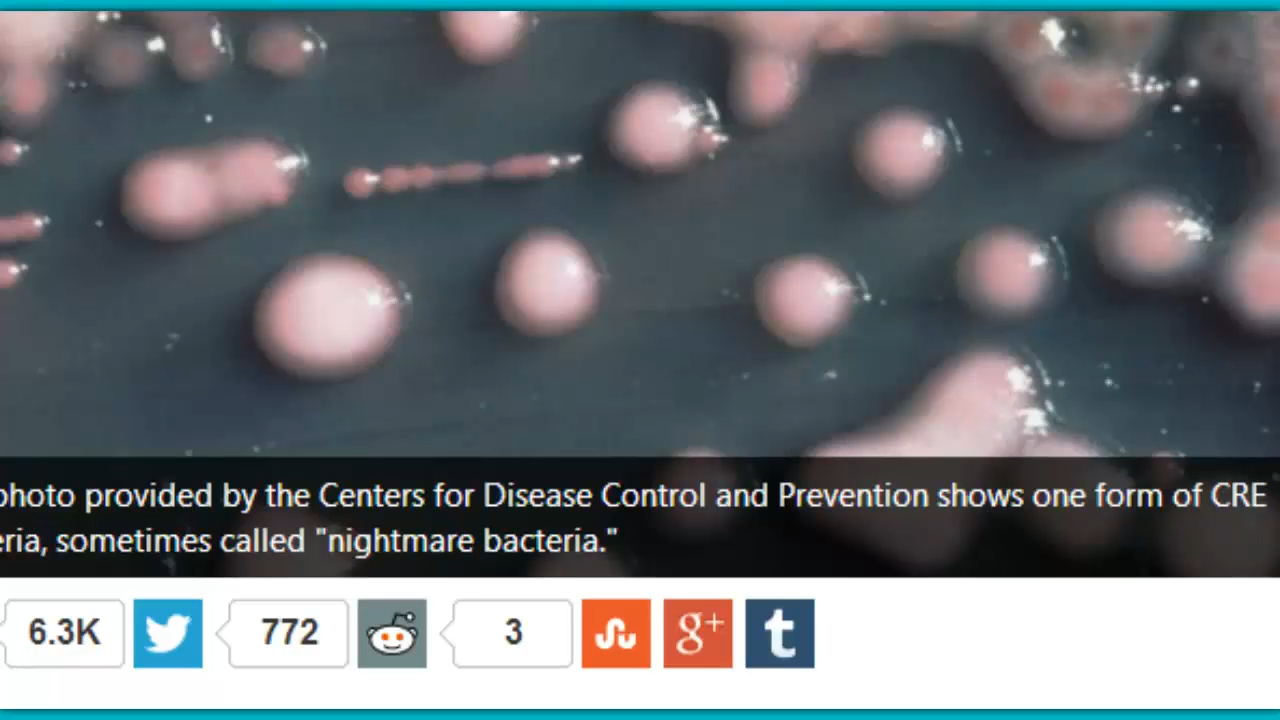 photo provided by the Centers for Disease Control and Prevention shows one form of CRE
eria, sometimes called "nightmare bacteria."
6.3K 772 3 g+ t